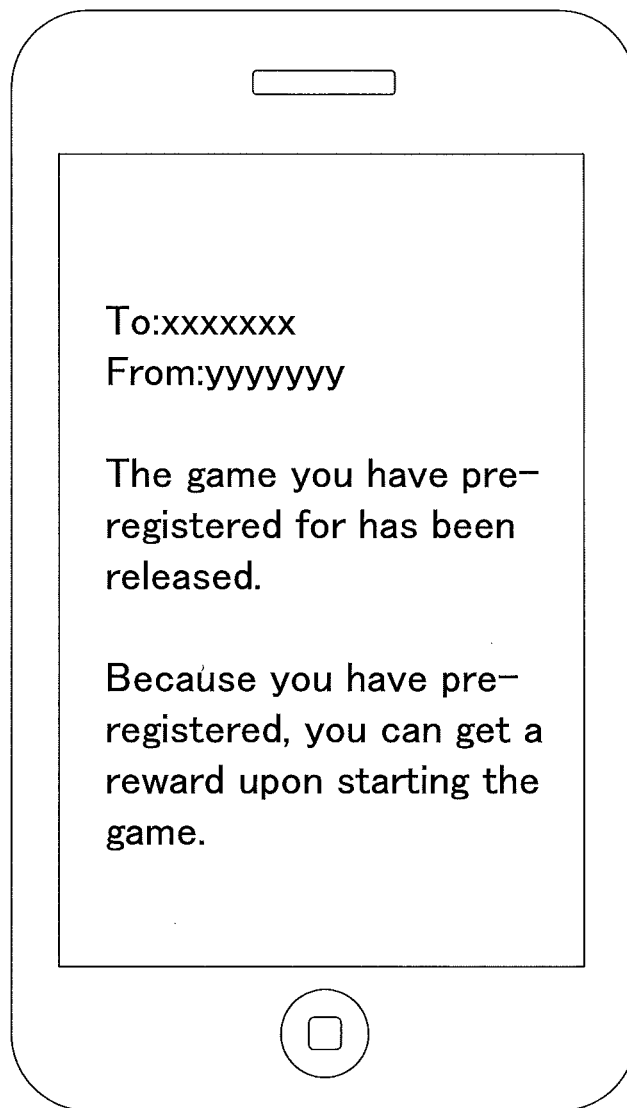 To:xxxxxxx
From:yyyyyyy
The game you have pre-
registered for has been
released.
Because you have pre-
registered, you can get a
reward upon starting the
game.